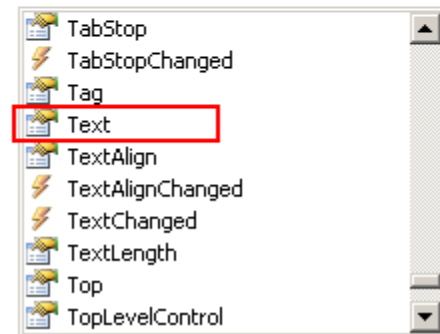 TabStop
TabStopChanged
Tag
Text
TextAlign
TextAlignChanged
TextChanged
TextLength
Top
TopLevelControl